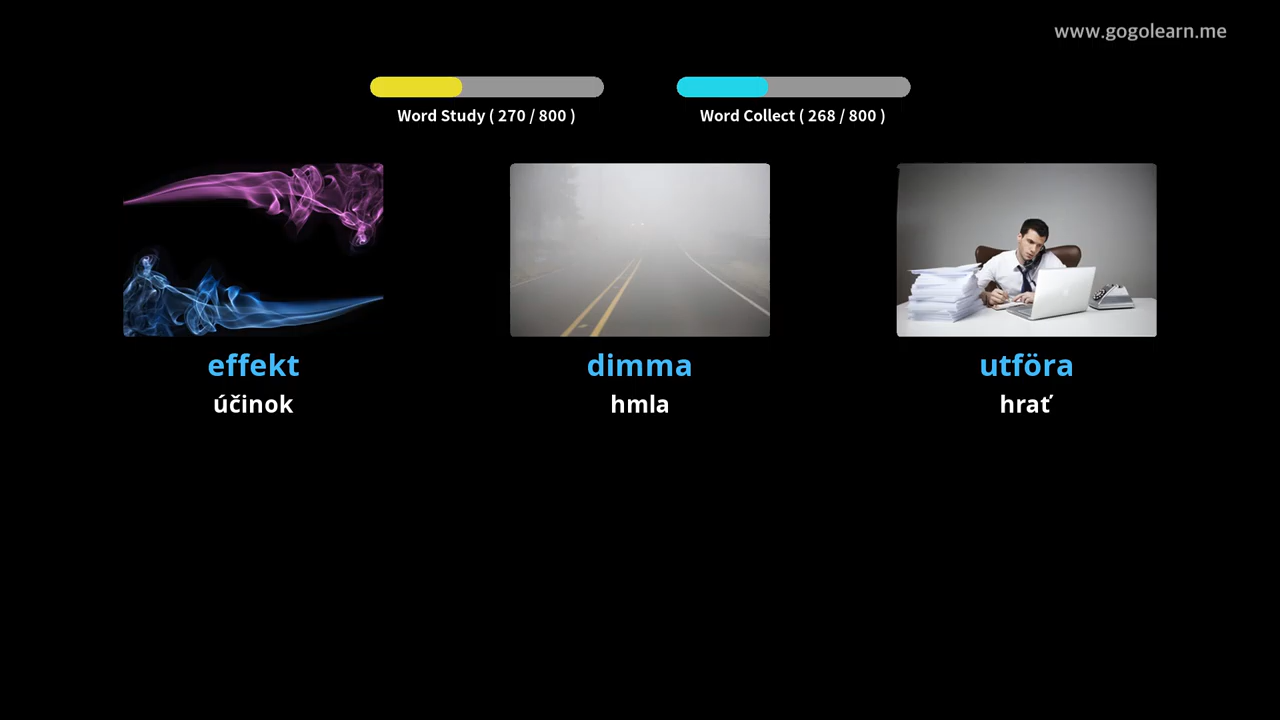 www.gogolearn.me
Word Study ( 270 / 800 )
Word Collect ( 268 / 800 )
effekt
dimma
utföra
účinok
hmla
hrať